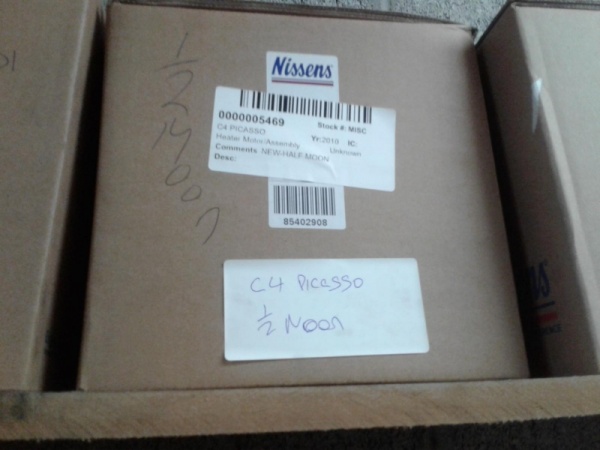 1/2 Moon
Nissens
0000005469 Stock #: MISC
C4 PICASSO
Heater Motor/Assembly Yr:2010 IC:
Comments: NEW-HALF-MOON Unknown
Desc:
85402908
C4 Picasso
1/2 Moon
Nissens